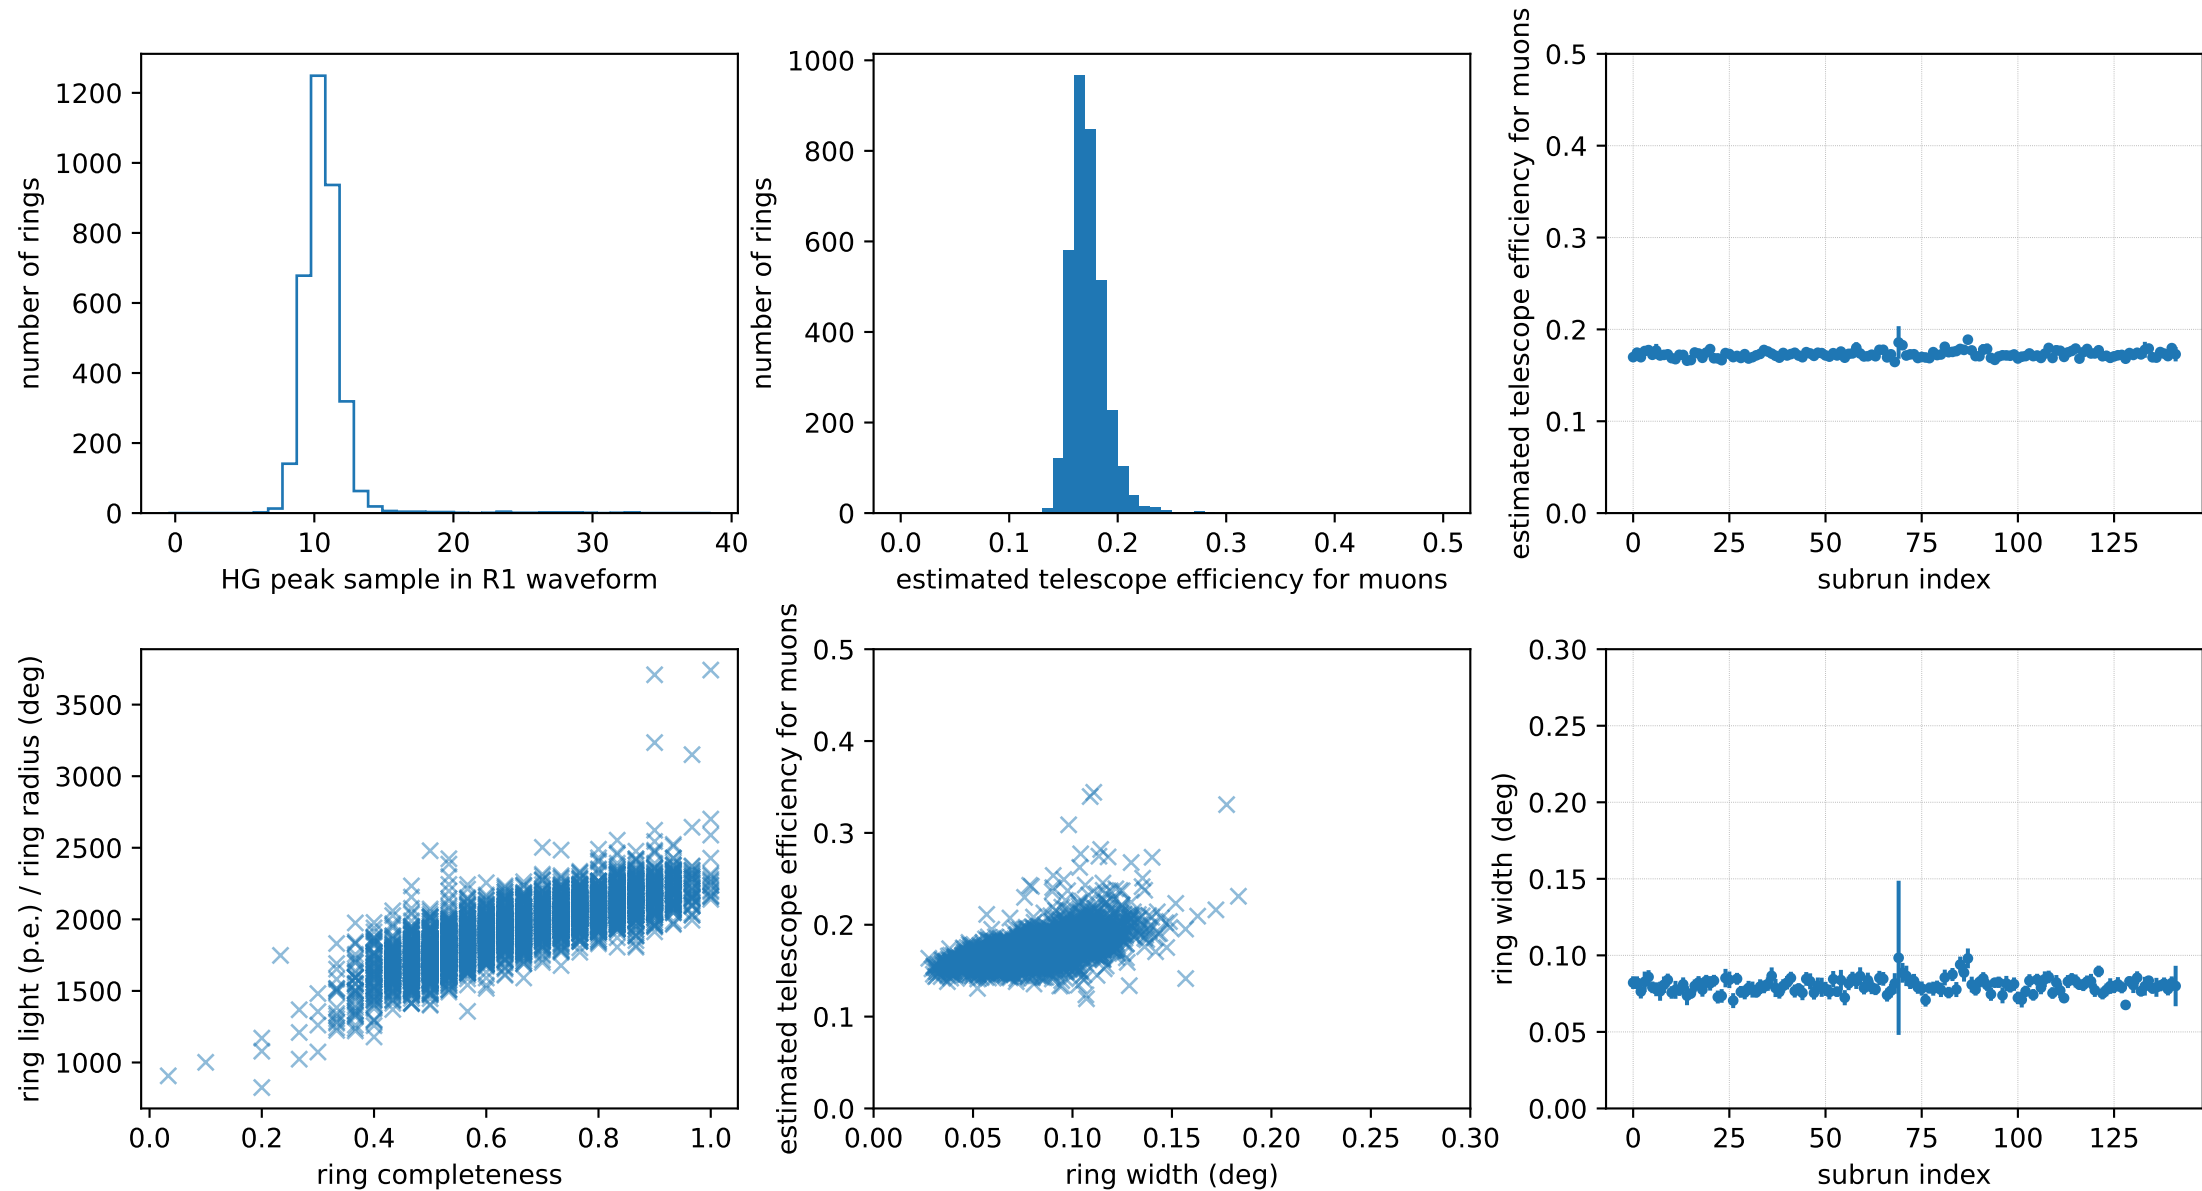 number of rings
1200
1000
800
600
400
200
0
0 10 20 30 40
HG peak sample in R1 waveform
number of rings
1000
800
600
400
200
0
0.0 0.1 0.2 0.3 0.4 0.5
estimated telescope efficiency for muons
estimated telescope efficiency for muons
0.5
0.4
0.3
0.2
0.1
0.0
0 25 50 75 100 125
subrun index
ring light (p.e.) / ring radius (deg)
3500
3000
2500
2000
1500
1000
0.0 0.2 0.4 0.6 0.8 1.0
ring completeness
estimated telescope efficiency for muons
0.5
0.4
0.3
0.2
0.1
0.0
0.00 0.05 0.10 0.15 0.20 0.25 0.30
ring width (deg)
ring width (deg)
0.30
0.25
0.20
0.15
0.10
0.05
0.00
0 25 50 75 100 125
subrun index